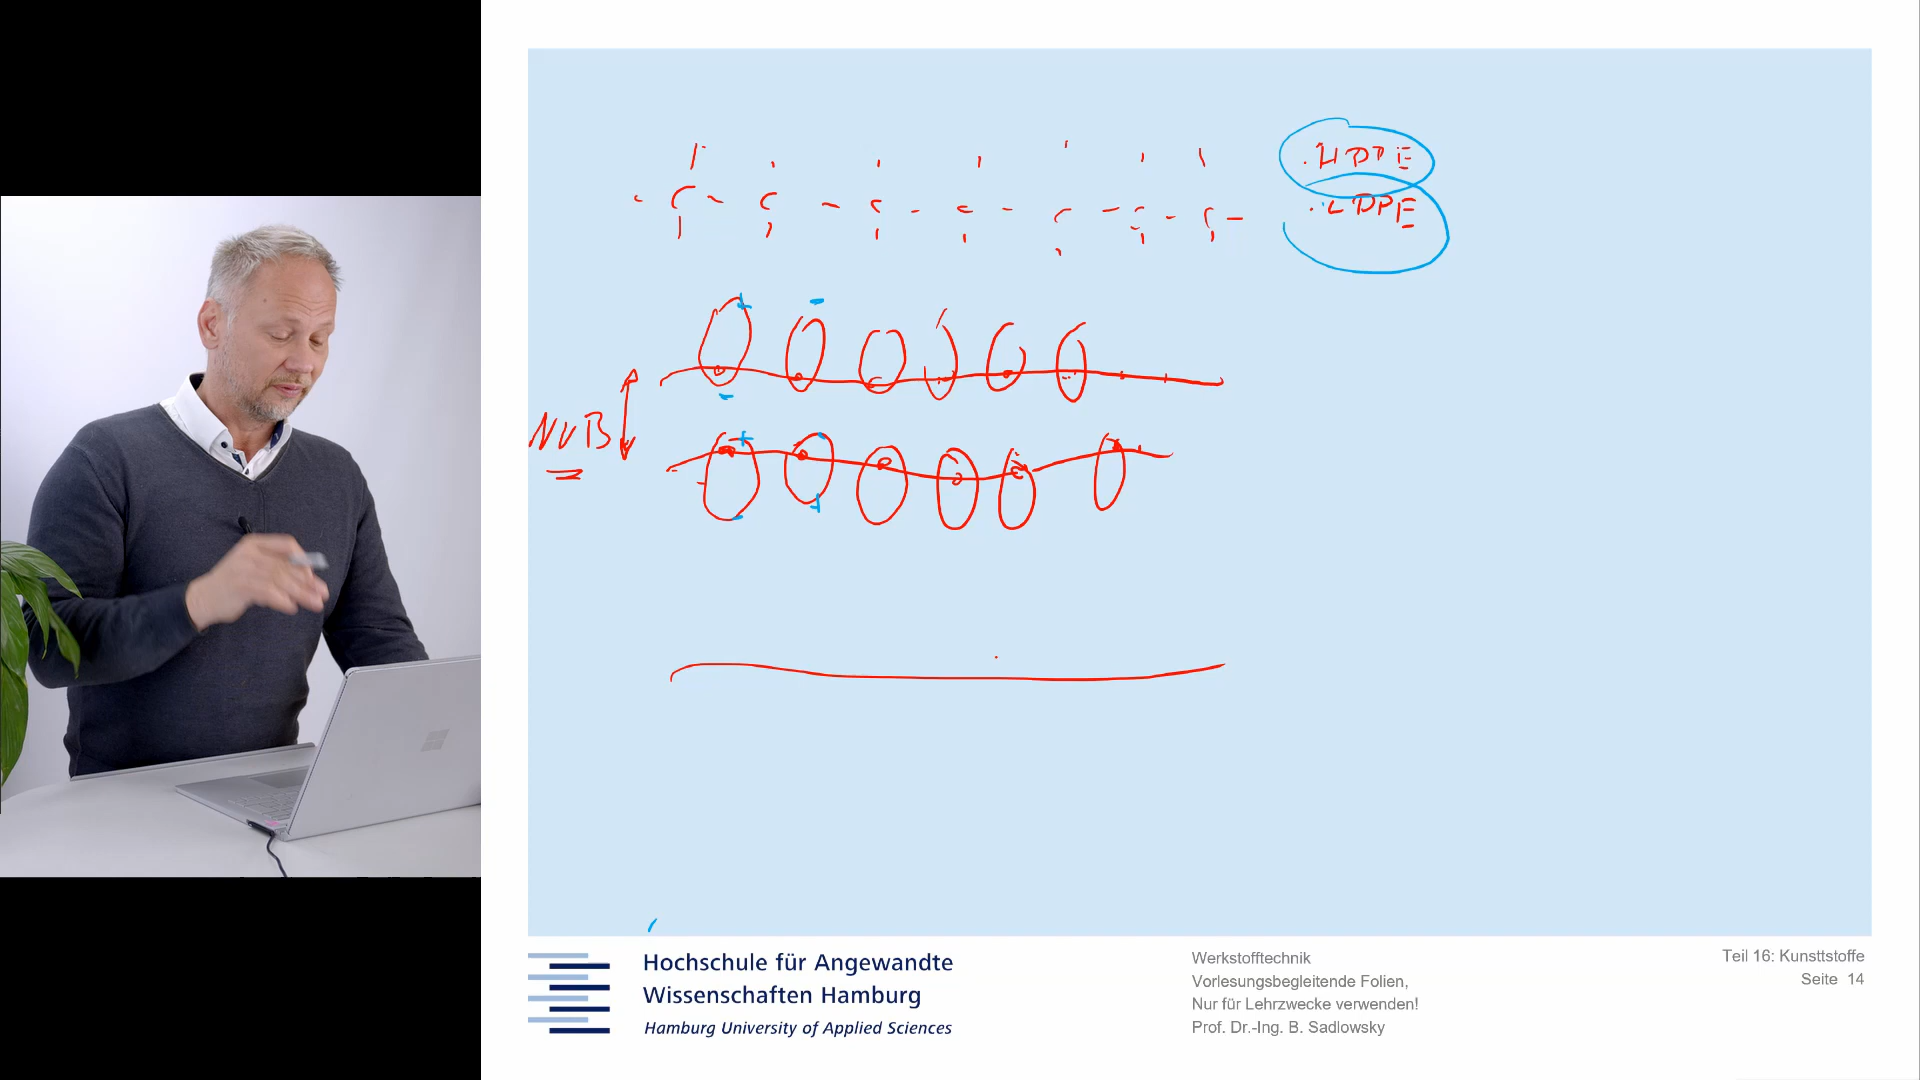 HDPE
LDPE
C C C C C C C
NVB
Hochschule für Angewandte
Wissenschaften Hamburg
Hamburg University of Applied Sciences
Werkstofftechnik
Vorlesungsbegleitende Folien,
Nur für Lehrzwecke verwenden!
Prof. Dr.-Ing. B. Sadlowsky
Teil 16: Kunsttstoffe
Seite 14